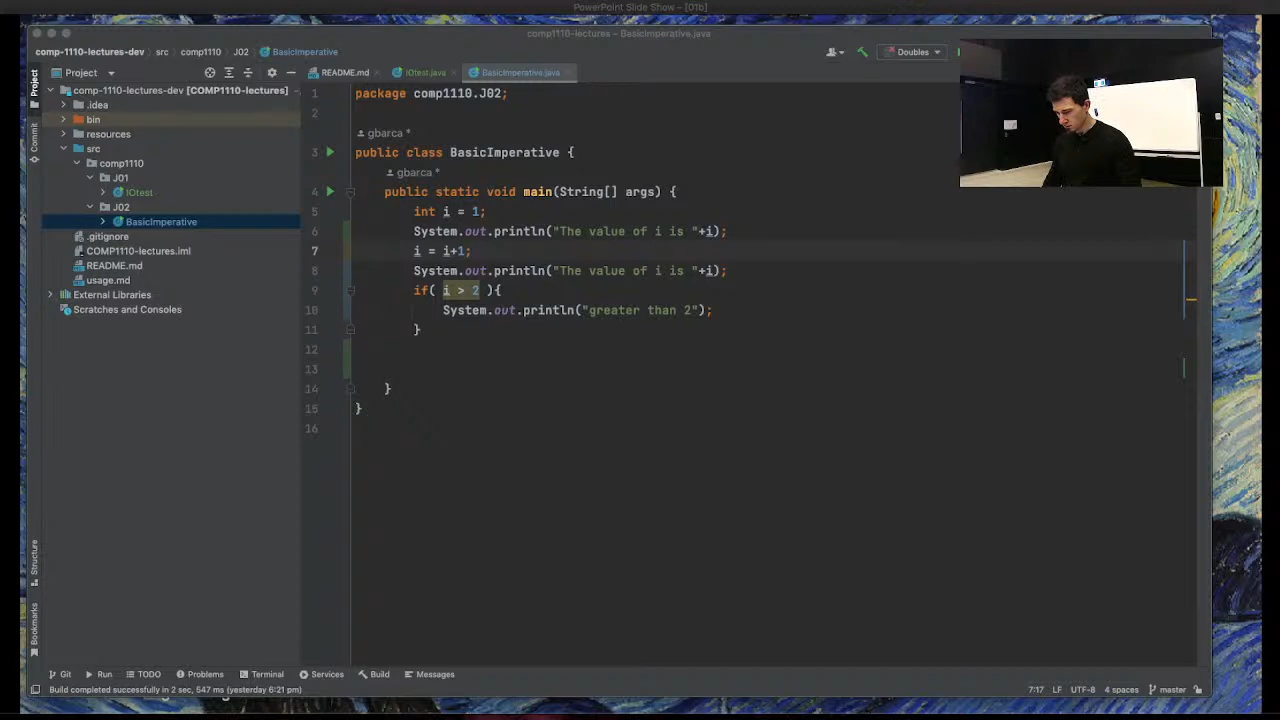 PowerPoint Slide Show - [01b]
comp1110-lectures – BasicImperative.java
comp-1110-lectures-dev src comp1110 J02 BasicImperative
Doubles
Project
README.md IOtest.java BasicImperative.java
Project
Commit
Structure
Bookmarks
comp-1110-lectures-dev [COMP1110-lectures]
.idea
bin
resources
src
comp1110
J01
IOtest
J02
BasicImperative
.gitignore
COMP1110-lectures.iml
README.md
usage.md
External Libraries
Scratches and Consoles
1 package comp1110.J02;
2
gbarca *
3 public class BasicImperative {
gbarca *
4 public static void main(String[] args) {
5 int i = 1;
6 System.out.println("The value of i is "+i);
7 i = i+1;
8 System.out.println("The value of i is "+i);
9 if( i > 2 ){
10 System.out.println("greater than 2");
11 }
12
13
14 }
15 }
16
Git Run TODO Problems Terminal Services Build Messages
Build completed successfully in 2 sec, 547 ms (yesterday 6:21 pm)
7:17 LF UTF-8 4 spaces master